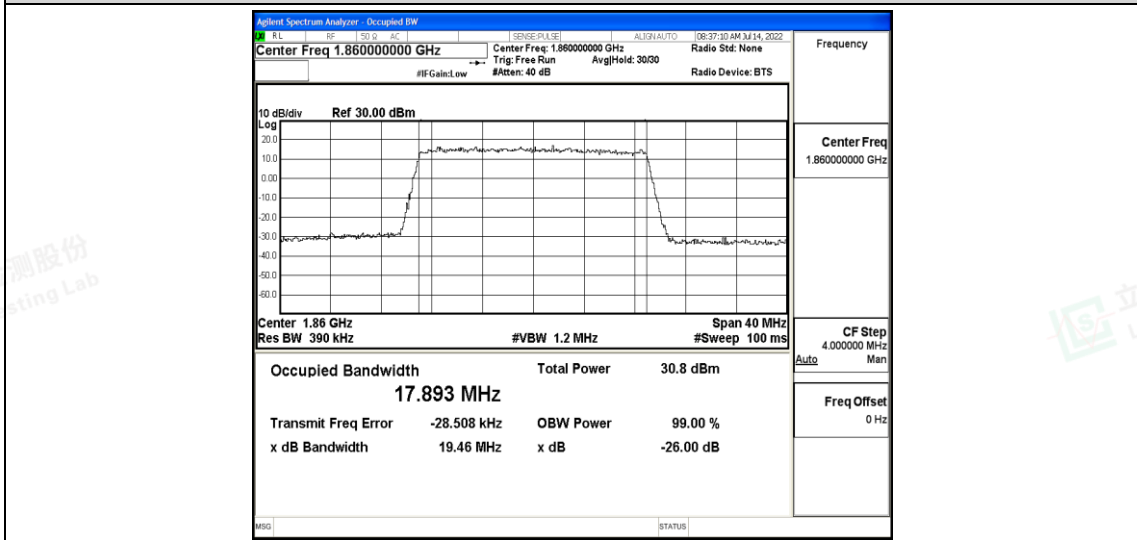 Agilent Spectrum Analyzer - Occupied BW
LXI RL RF 50 Ω AC SENSE:PULSE ALIGNAUTO 08:37:10 AM Jul 14, 2022
Center Freq 1.860000000 GHz
Center Freq: 1.860000000 GHz
Radio Std: None
Trig: Free Run Avg|Hold: 30/30
#IFGain:Low
#Atten: 40 dB
Radio Device: BTS
Frequency
10 dB/div Ref 30.00 dBm
Log
20.0
10.0
0.00
-10.0
-20.0
-30.0
-40.0
-50.0
-60.0
Center 1.86 GHz
Span 40 MHz
Res BW 390 kHz
#VBW 1.2 MHz
#Sweep 100 ms
Occupied Bandwidth
17.893 MHz
Total Power 30.8 dBm
Transmit Freq Error -28.508 kHz
OBW Power 99.00 %
x dB Bandwidth 19.46 MHz
x dB -26.00 dB
Center Freq
1.860000000 GHz
CF Step
4.000000 MHz
Auto Man
Freq Offset
0 Hz
MSG
STATUS
测股份
sting Lab
立